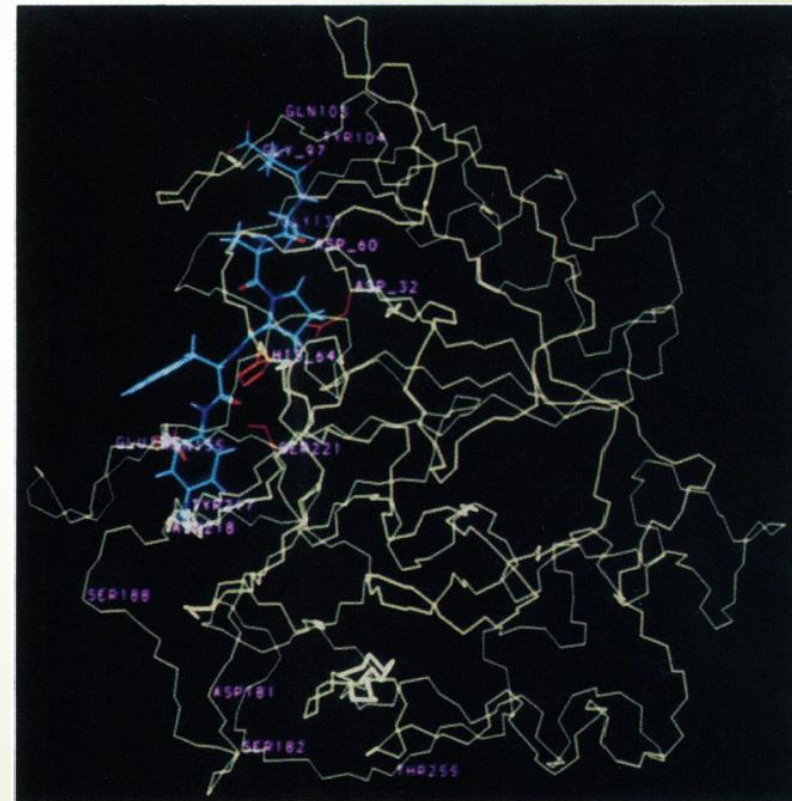 GLN103
TYR104
GLY_97
ASP_60
ASP_32
HIS_64
SER221
SER188
ASP181
SER182
THR255